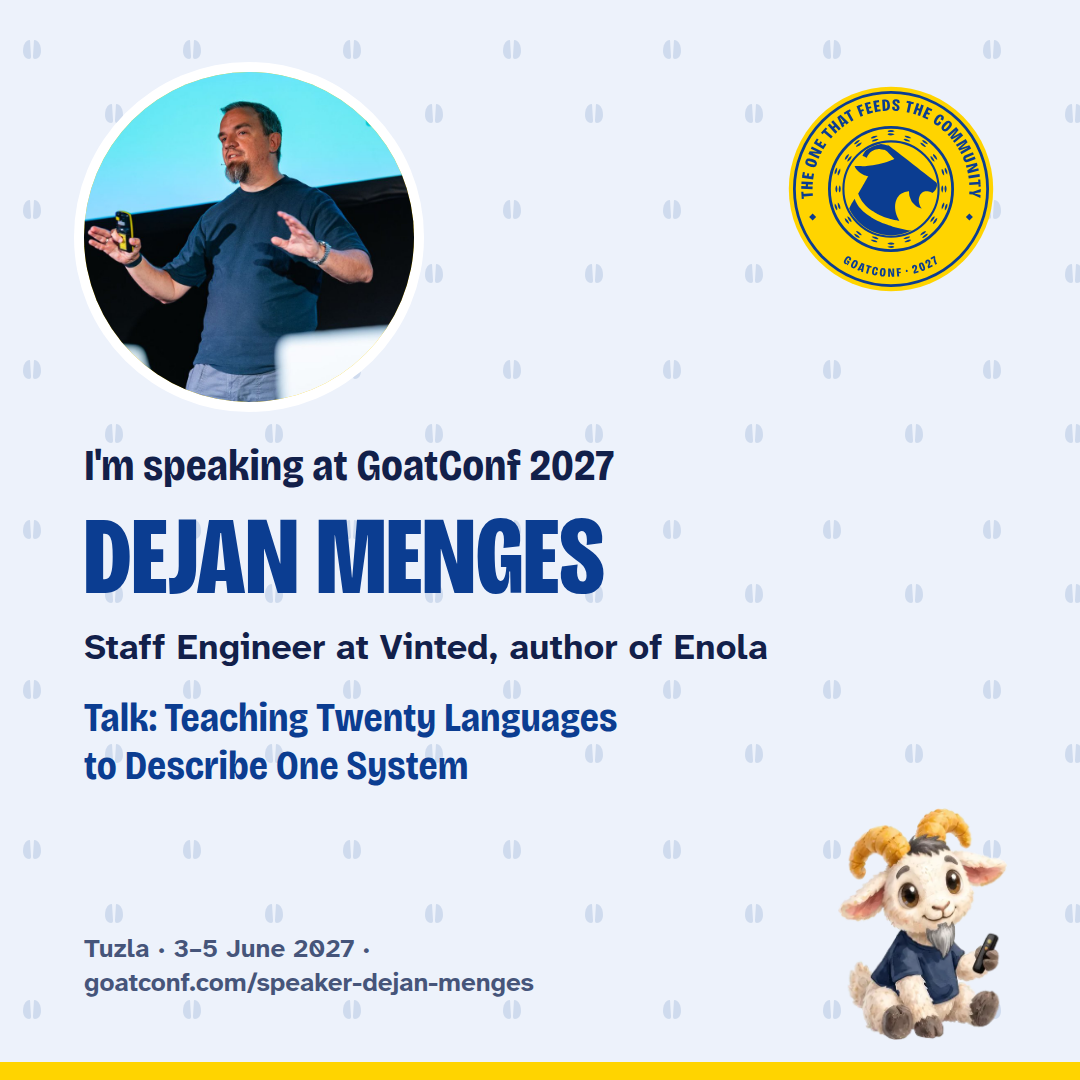 THE ONE THAT FEEDS THE COMMUNITY
GOATCONF · 2027
I'm speaking at GoatConf 2027
DEJAN MENGES
Staff Engineer at Vinted, author of Enola
Talk: Teaching Twenty Languages
to Describe One System
Tuzla · 3–5 June 2027 ·
goatconf.com/speaker-dejan-menges